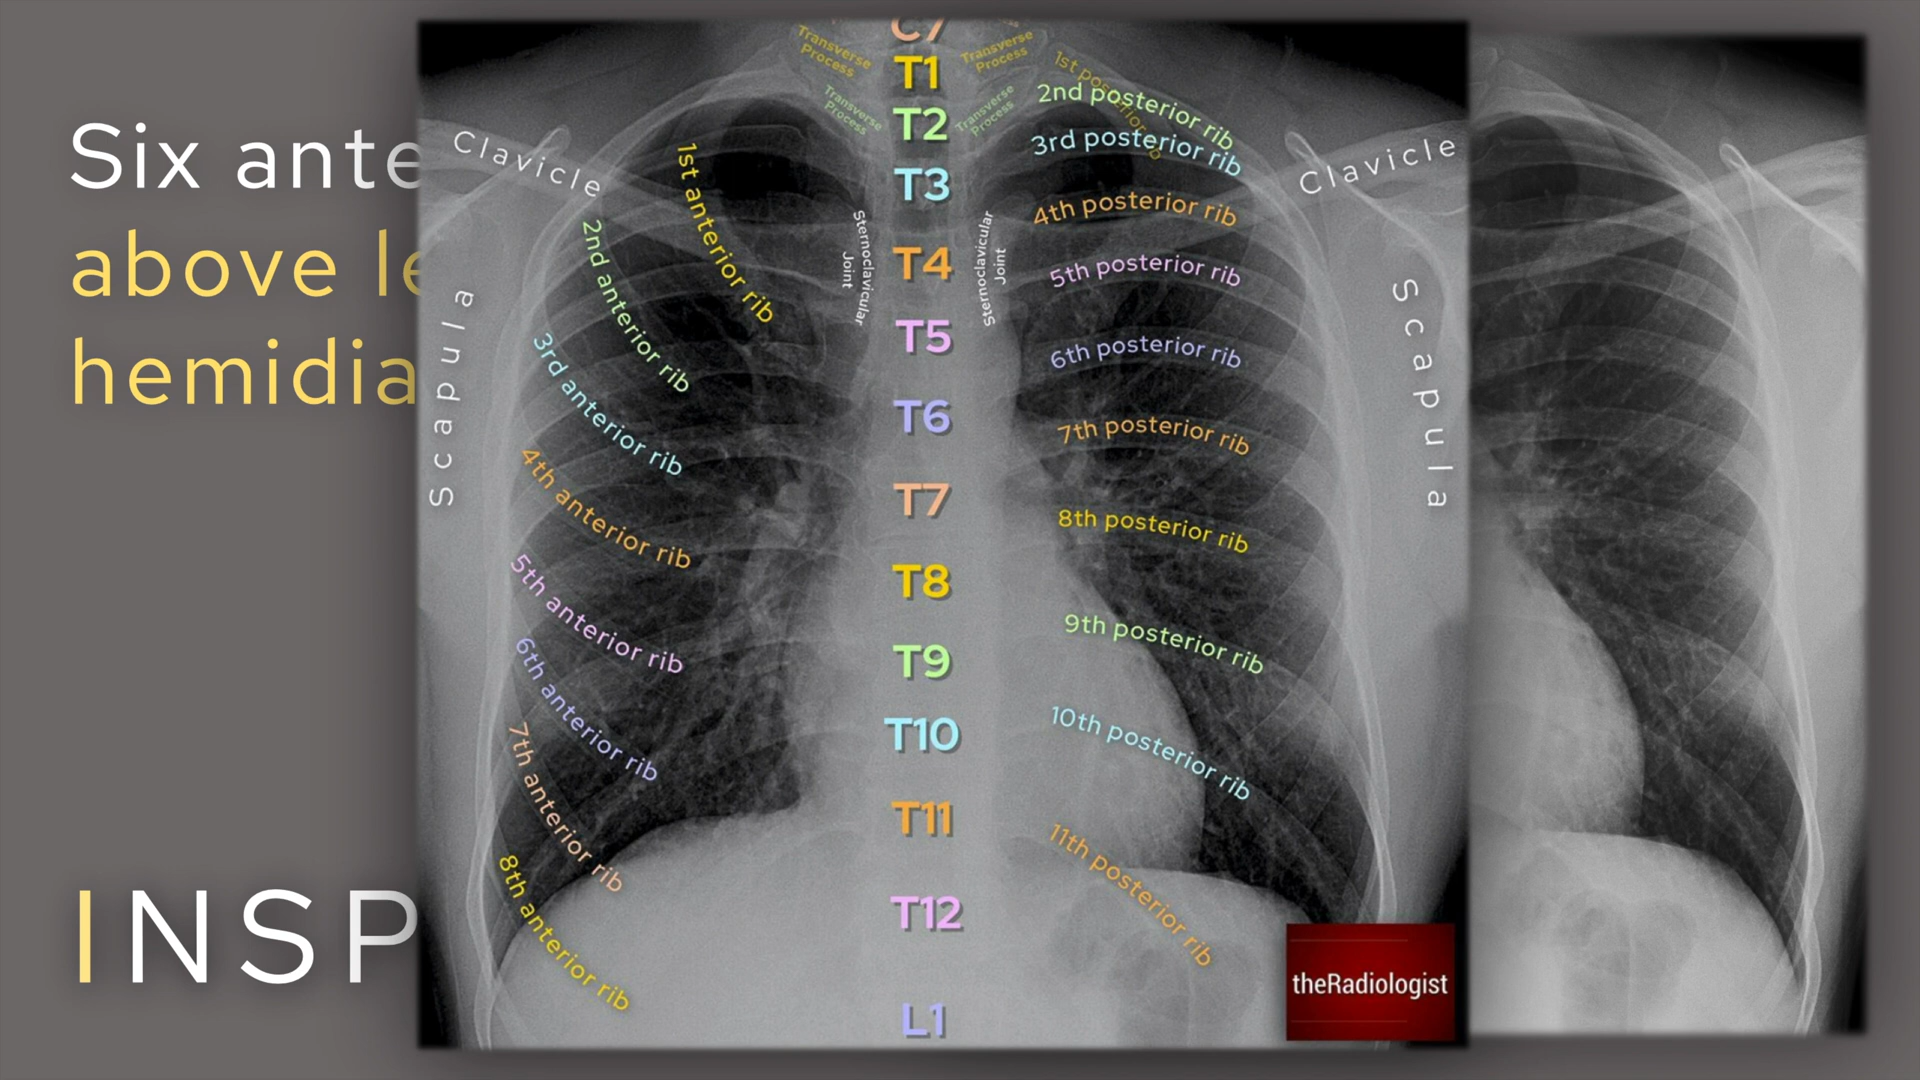 Six ante
above le
hemidia
INSP
C7
T1
T2
T3
T4
T5
T6
T7
T8
T9
T10
T11
T12
L1
Transverse
Process
Transverse
Process
Transverse
Process
Transverse
Process
Clavicle
Scapula
1st anterior rib
2nd anterior rib
3rd anterior rib
4th anterior rib
5th anterior rib
6th anterior rib
7th anterior rib
8th anterior rib
Sternoclavicular
Joint
Sternoclavicular
Joint
1st posterior rib
2nd posterior rib
3rd posterior rib
4th posterior rib
5th posterior rib
6th posterior rib
7th posterior rib
8th posterior rib
9th posterior rib
10th posterior rib
11th posterior rib
Clavicle
Scapula
theRadiologist